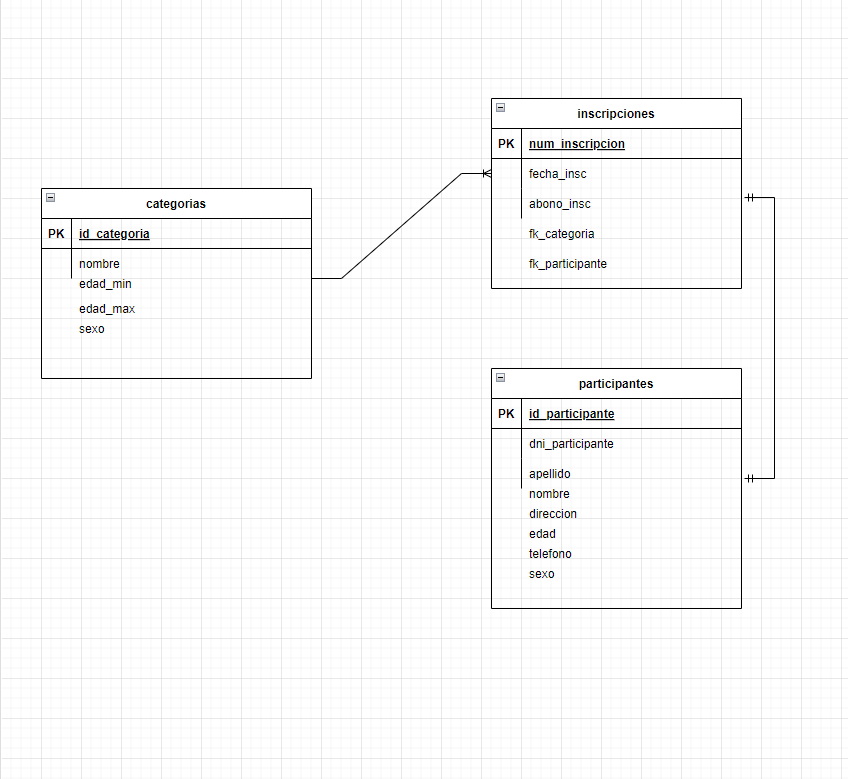 categorias
PK id_categoria
nombre
edad_min
edad_max
sexo
inscripciones
PK num_inscripcion
fecha_insc
abono_insc
fk_categoria
fk_participante
participantes
PK id_participante
dni_participante
apellido
nombre
direccion
edad
telefono
sexo